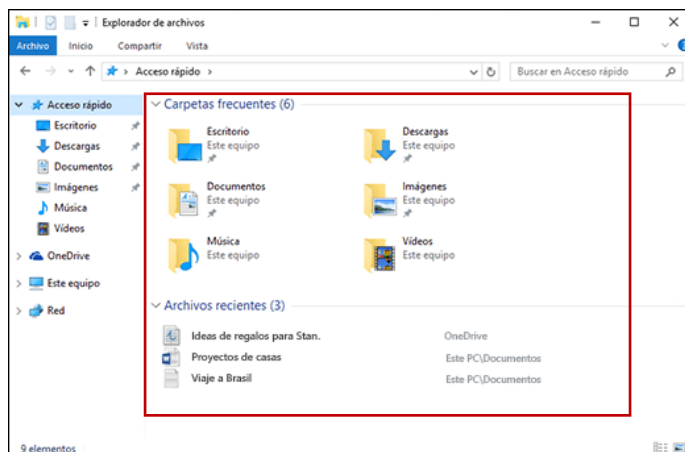 Explorador de archivos
Archivo Inicio Compartir Vista
Acceso rápido
Buscar en Acceso rápido
Acceso rápido
Escritorio
Descargas
Documentos
Imágenes
Música
Vídeos
OneDrive
Este equipo
Red
Carpetas frecuentes (6)
Escritorio
Este equipo
Descargas
Este equipo
Documentos
Este equipo
Imágenes
Este equipo
Música
Este equipo
Vídeos
Este equipo
Archivos recientes (3)
Ideas de regalos para Stan. OneDrive
Proyectos de casas Este PC\Documentos
Viaje a Brasil Este PC\Documentos
9 elementos